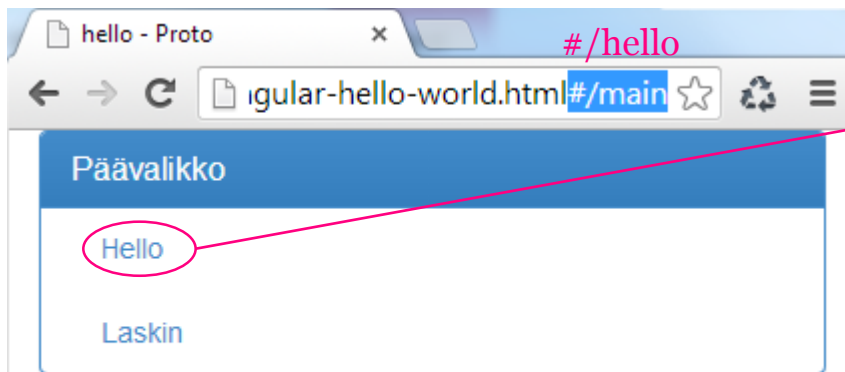 hello - Proto
#/hello
ıgular-hello-world.html#/main
Päävalikko
Hello
Laskin